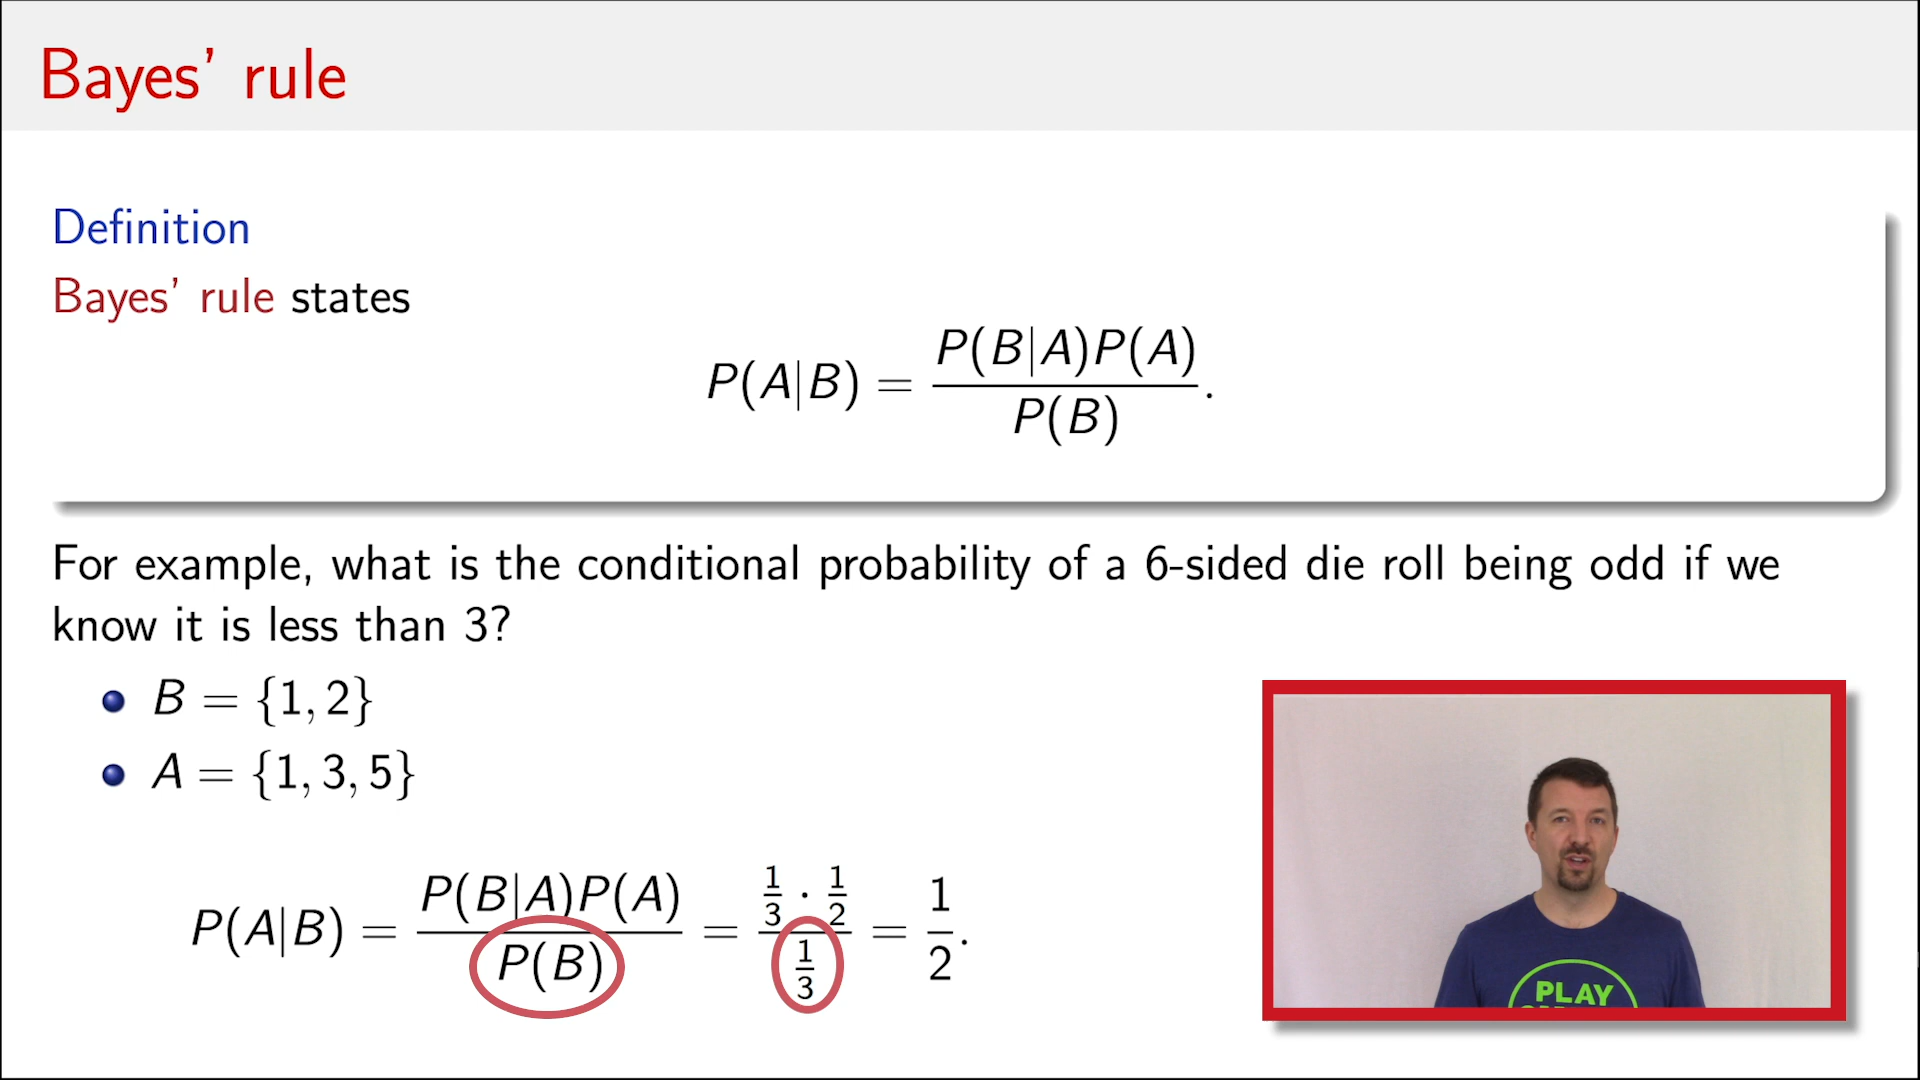 Bayes' rule
Definition
Bayes' rule states
P(A|B) = P(B|A)P(A) / P(B).
For example, what is the conditional probability of a 6-sided die roll being odd if we
know it is less than 3?
B = {1, 2}
A = {1, 3, 5}
P(A|B) = P(B|A)P(A) / P(B) = 1/3 · 1/2 / 1/3 = 1/2.
PLAY